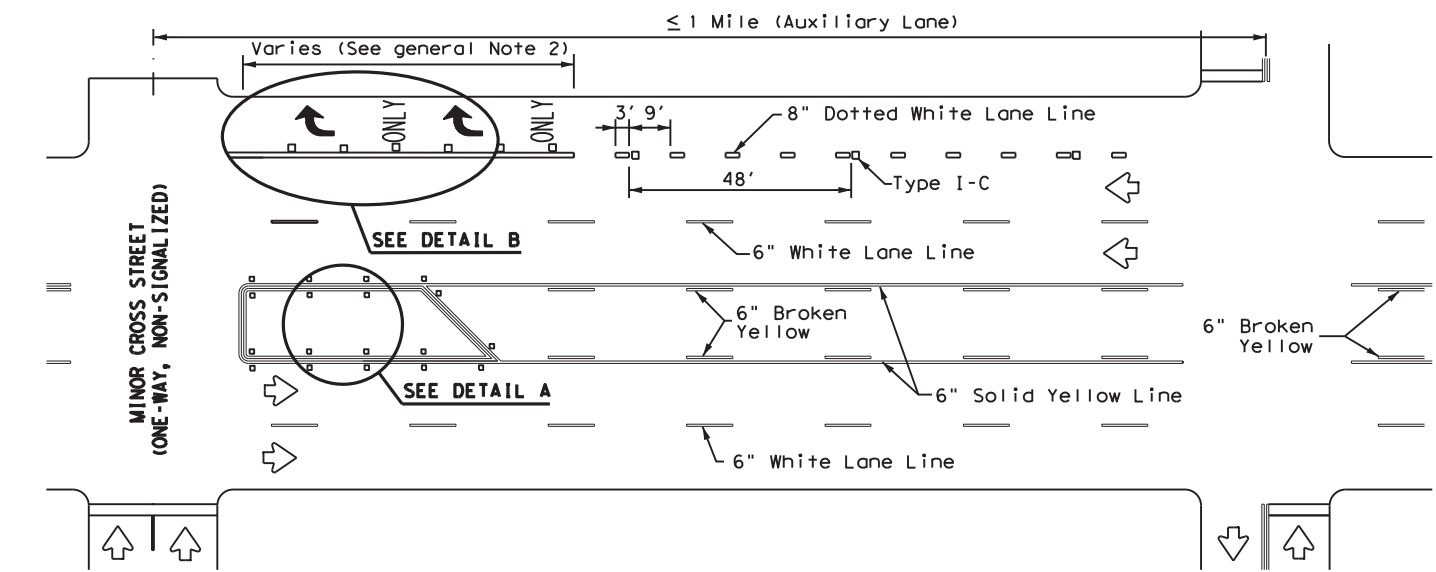 ≤ 1 Mile (Auxiliary Lane)
Varies (See general Note 2)
ONLY
ONLY
3' 9'
8" Dotted White Lane Line
48'
Type I-C
SEE DETAIL B
6" White Lane Line
MINOR CROSS STREET
(ONE-WAY, NON-SIGNALIZED)
6" Broken
Yellow
6" Broken
Yellow
SEE DETAIL A
6" Solid Yellow Line
6" White Lane Line